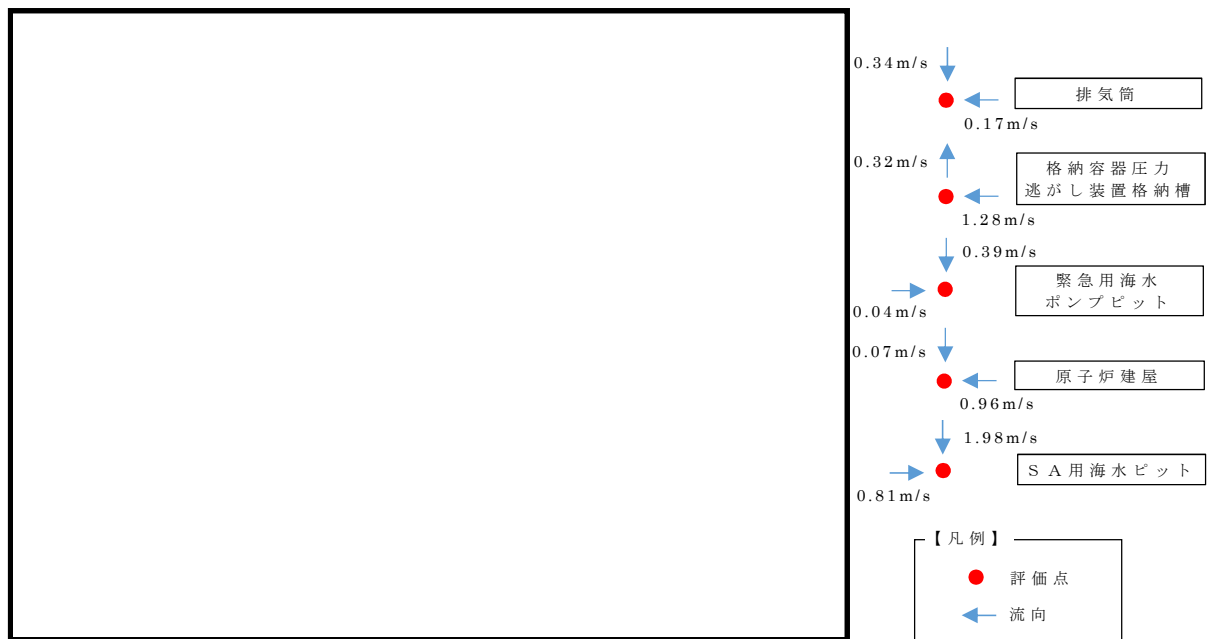 0.34m/s
排気筒
0.17m/s
0.32m/s
格納容器圧力
逃がし装置格納槽
1.28m/s
0.39m/s
緊急用海水
ポンプピット
0.04m/s
0.07m/s
原子炉建屋
0.96m/s
1.98m/s
ＳＡ用海水ピット
0.81m/s
【凡例】
評価点
流向